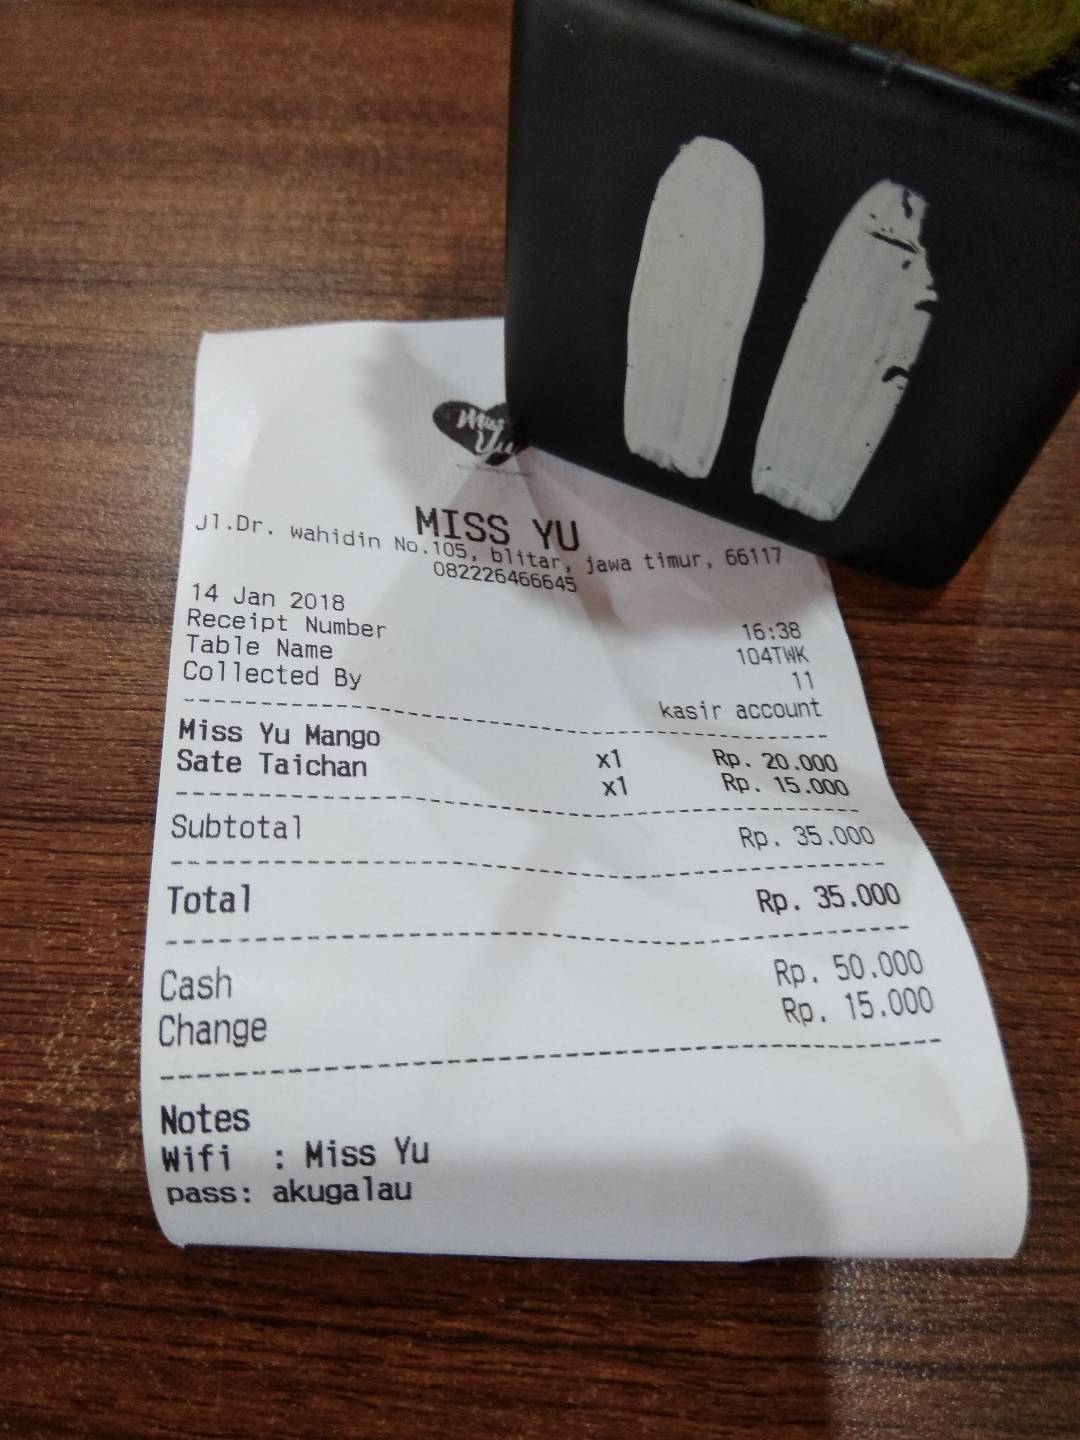 Miss
Yu
MISS YU
Jl.Dr. wahidin No.105, blitar, jawa timur, 66117
082226466645
14 Jan 2018 16:38
Receipt Number 104TWK
Table Name 11
Collected By kasir account
Miss Yu Mango x1 Rp. 20.000
Sate Taichan x1 Rp. 15.000
Subtotal Rp. 35.000
Total Rp. 35.000
Cash Rp. 50.000
Change Rp. 15.000
Notes
Wifi : Miss Yu
pass: akugalau